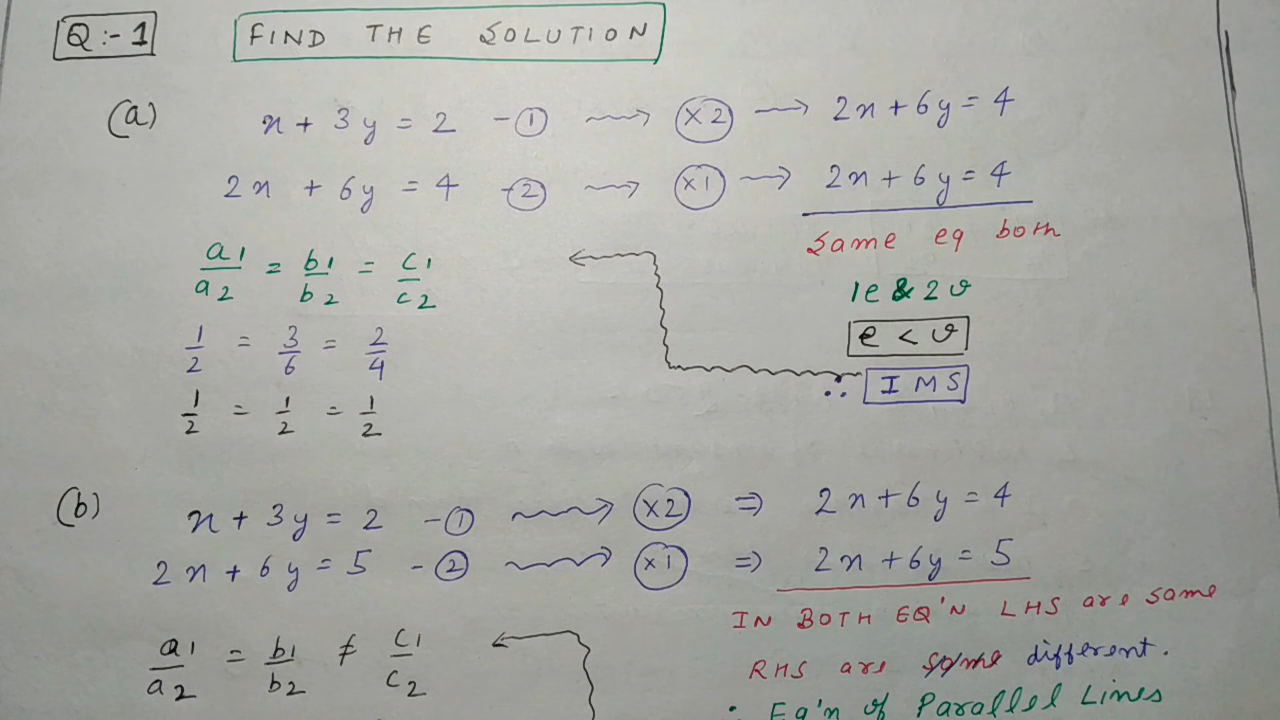 Q:- 1 FIND THE SOLUTION
(a) x + 3y = 2 - ① → ×2 → 2x + 6y = 4
2x + 6y = 4 - ② → ×1 → 2x + 6y = 4
Same eq both
a1/a2 = b1/b2 = c1/c2 ←
1e & 2v
1/2 = 3/6 = 2/4
e < v
∴ IMS
1/2 = 1/2 = 1/2
(b) x + 3y = 2 - ① → ×2 ⇒ 2x + 6y = 4
2x + 6y = 5 - ② → ×1 ⇒ 2x + 6y = 5
IN BOTH EQ'N LHS are same
a1/a2 = b1/b2 ≠ c1/c2 ←
RHS are different.
Eq'n of Parallel Lines